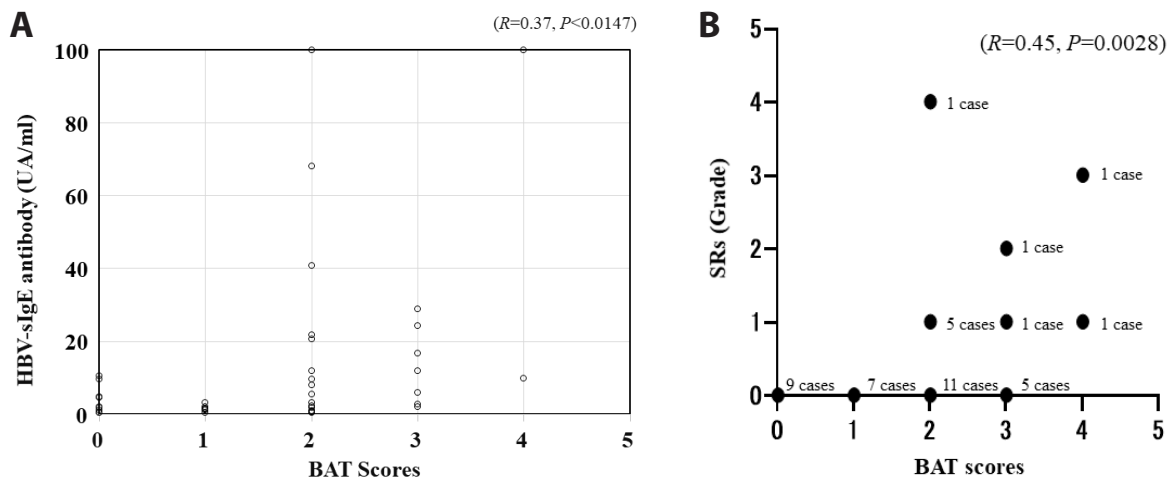 A
(R=0.37, P<0.0147)
HBV-sIgE antibody (UA/ml)
100
80
60
40
20
0
0 1 2 3 4 5
BAT Scores
B
(R=0.45, P=0.0028)
SRs (Grade)
5
4
3
2
1
0
1 case
1 case
1 case
5 cases 1 case 1 case
9 cases 7 cases 11 cases 5 cases
0 1 2 3 4 5
BAT scores